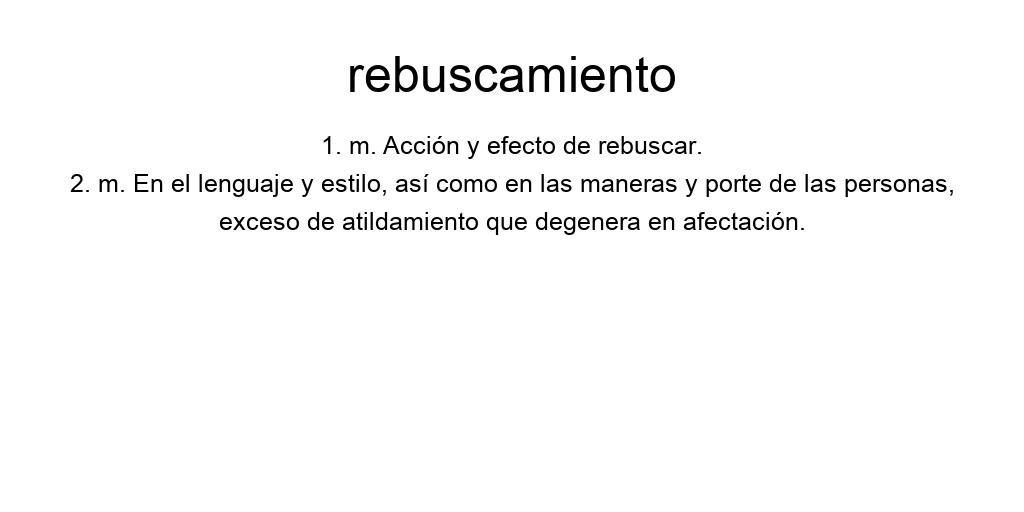 rebuscamiento
1. m. Acción y efecto de rebuscar.
2. m. En el lenguaje y estilo, así como en las maneras y porte de las personas,
exceso de atildamiento que degenera en afectación.